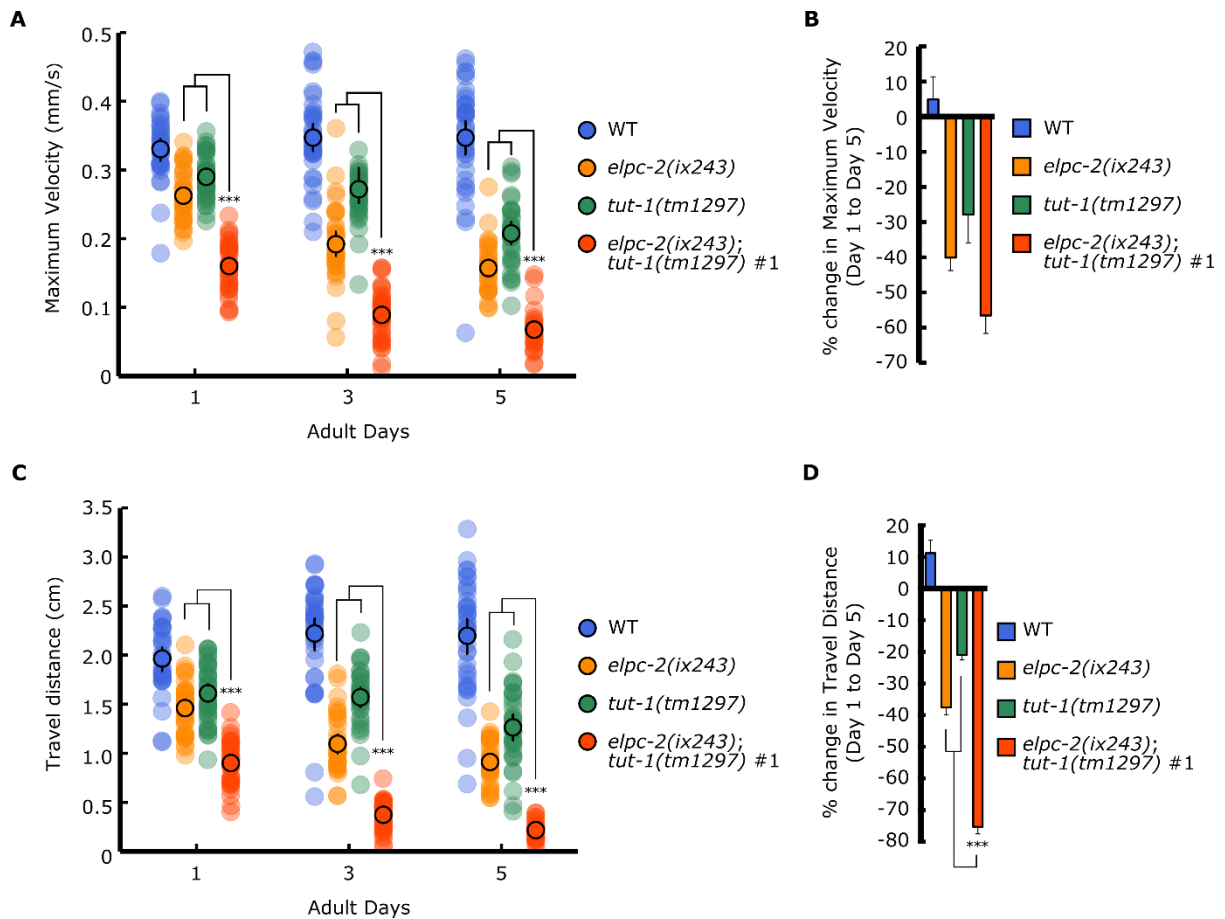 A
Maximum Velocity (mm/s)
0.5
0.4
0.3
0.2
0.1
0
***
***
***
1
3
5
Adult Days
WT
elpc-2(ix243)
tut-1(tm1297)
elpc-2(ix243);
tut-1(tm1297) #1
B
% change in Maximum Velocity
(Day 1 to Day 5)
20
10
0
-10
-20
-30
-40
-50
-60
-70
WT
elpc-2(ix243)
tut-1(tm1297)
elpc-2(ix243);
tut-1(tm1297) #1
C
Travel distance (cm)
3.5
3.0
2.5
2.0
1.5
1.0
0.5
0
***
***
***
1
3
5
Adult Days
WT
elpc-2(ix243)
tut-1(tm1297)
elpc-2(ix243);
tut-1(tm1297) #1
D
% change in Travel Distance
(Day 1 to Day 5)
20
10
0
-10
-20
-30
-40
-50
-60
-70
-80
***
WT
elpc-2(ix243)
tut-1(tm1297)
elpc-2(ix243);
tut-1(tm1297) #1